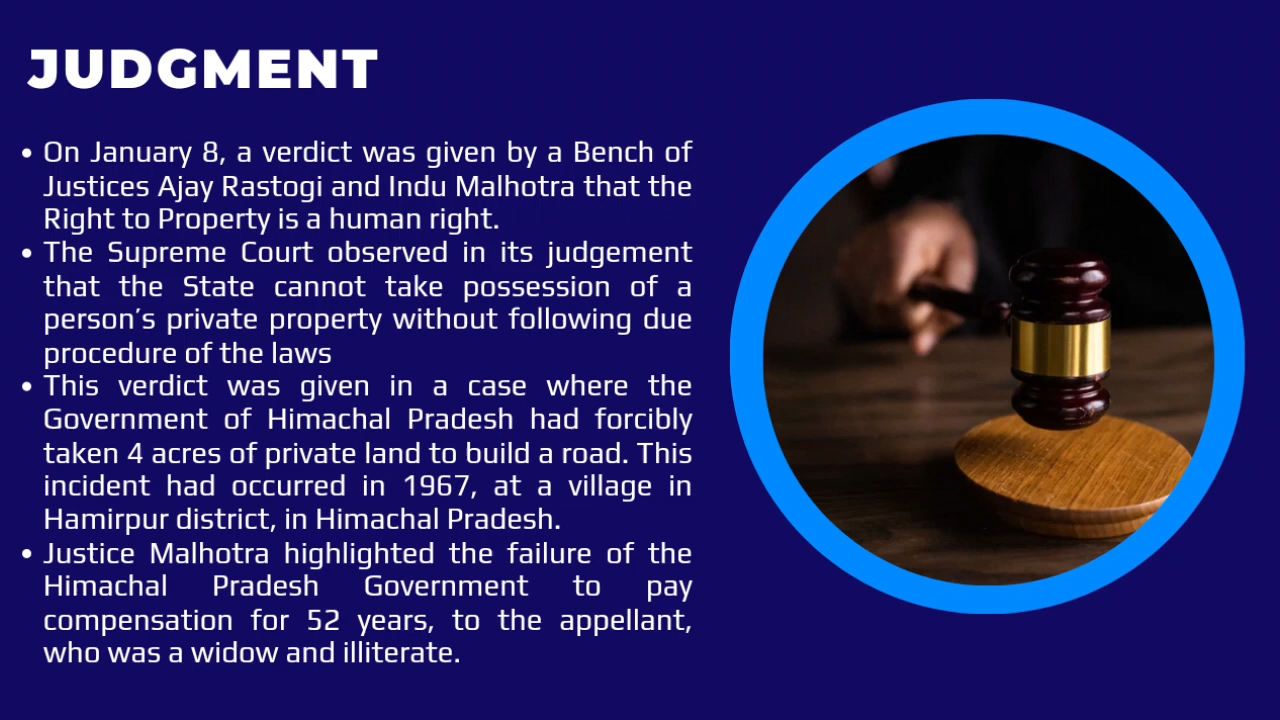 JUDGMENT
• On January 8, a verdict was given by a Bench of
Justices Ajay Rastogi and Indu Malhotra that the
Right to Property is a human right.
• The Supreme Court observed in its judgement
that the State cannot take possession of a
person’s private property without following due
procedure of the laws
• This verdict was given in a case where the
Government of Himachal Pradesh had forcibly
taken 4 acres of private land to build a road. This
incident had occurred in 1967, at a village in
Hamirpur district, in Himachal Pradesh.
• Justice Malhotra highlighted the failure of the
Himachal Pradesh Government to pay
compensation for 52 years, to the appellant,
who was a widow and illiterate.